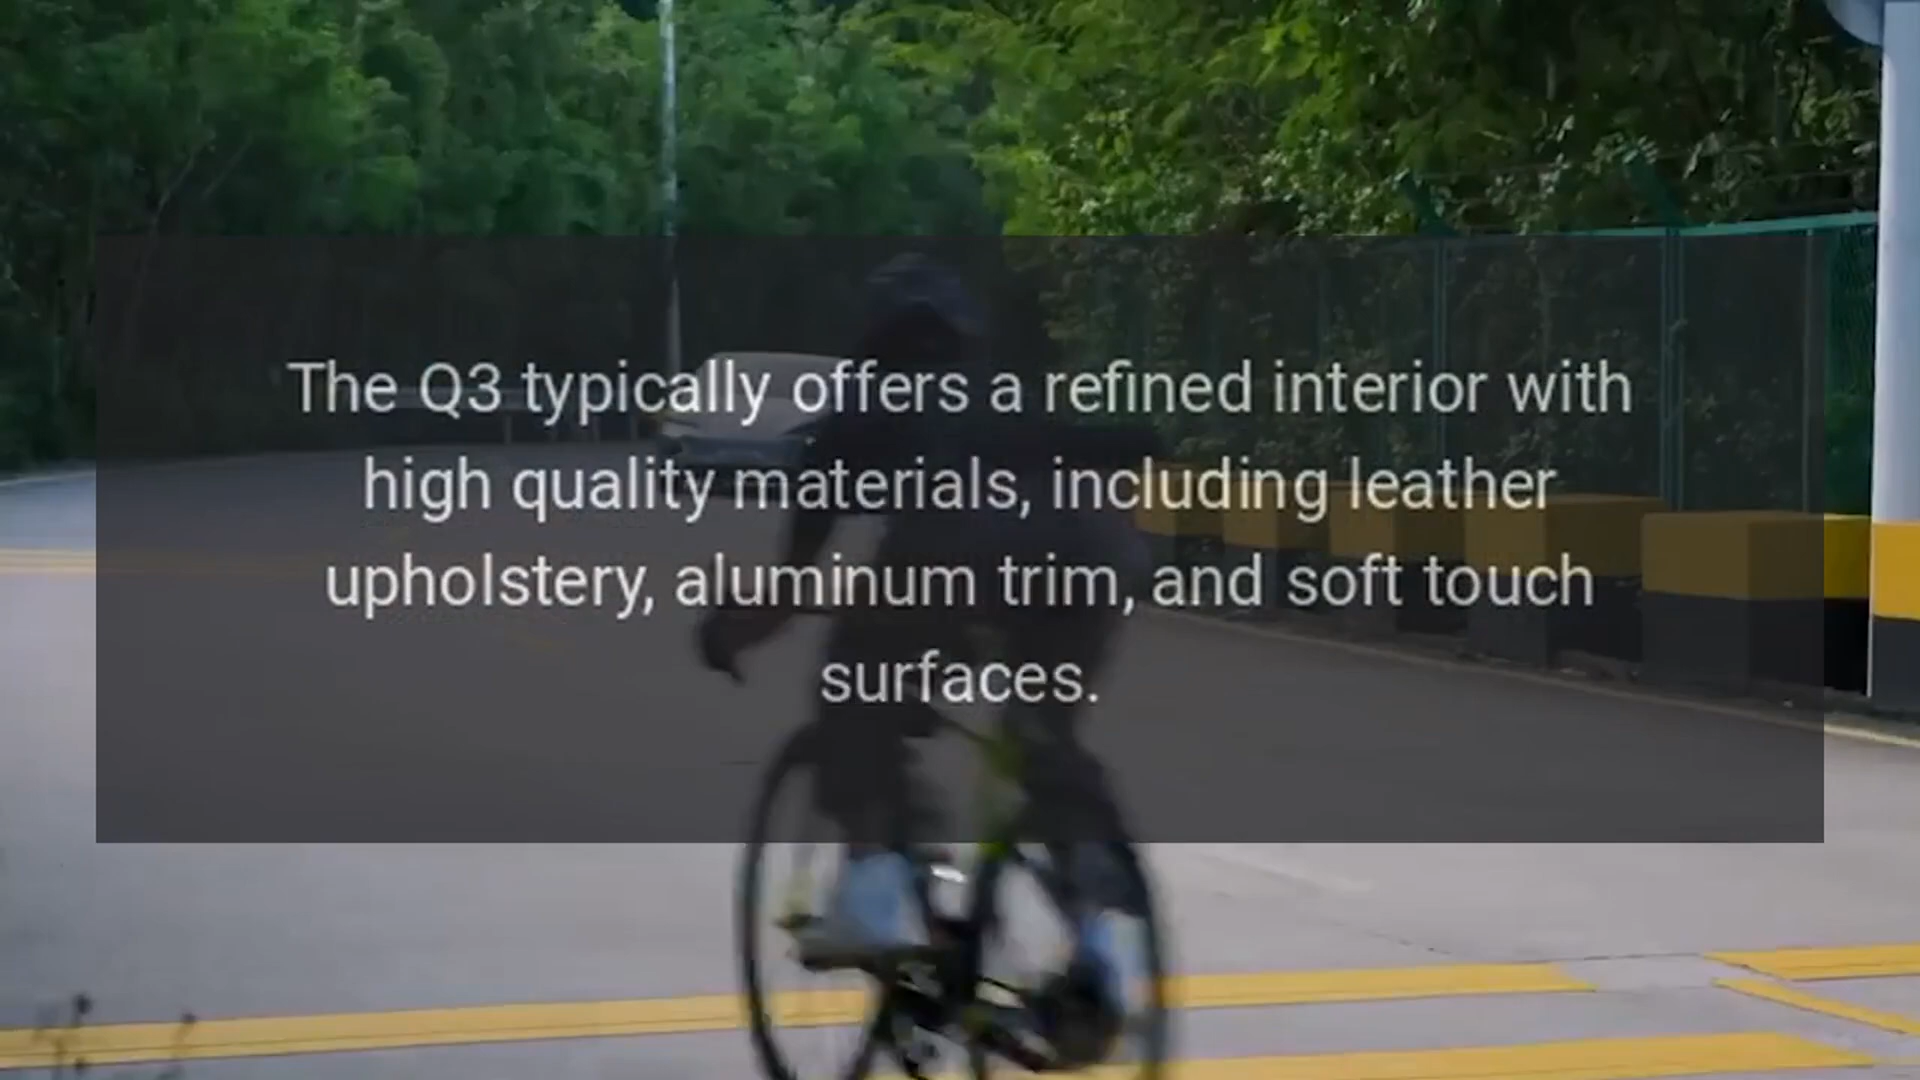 The Q3 typically offers a refined interior with
high quality materials, including leather
upholstery, aluminum trim, and soft touch
surfaces.